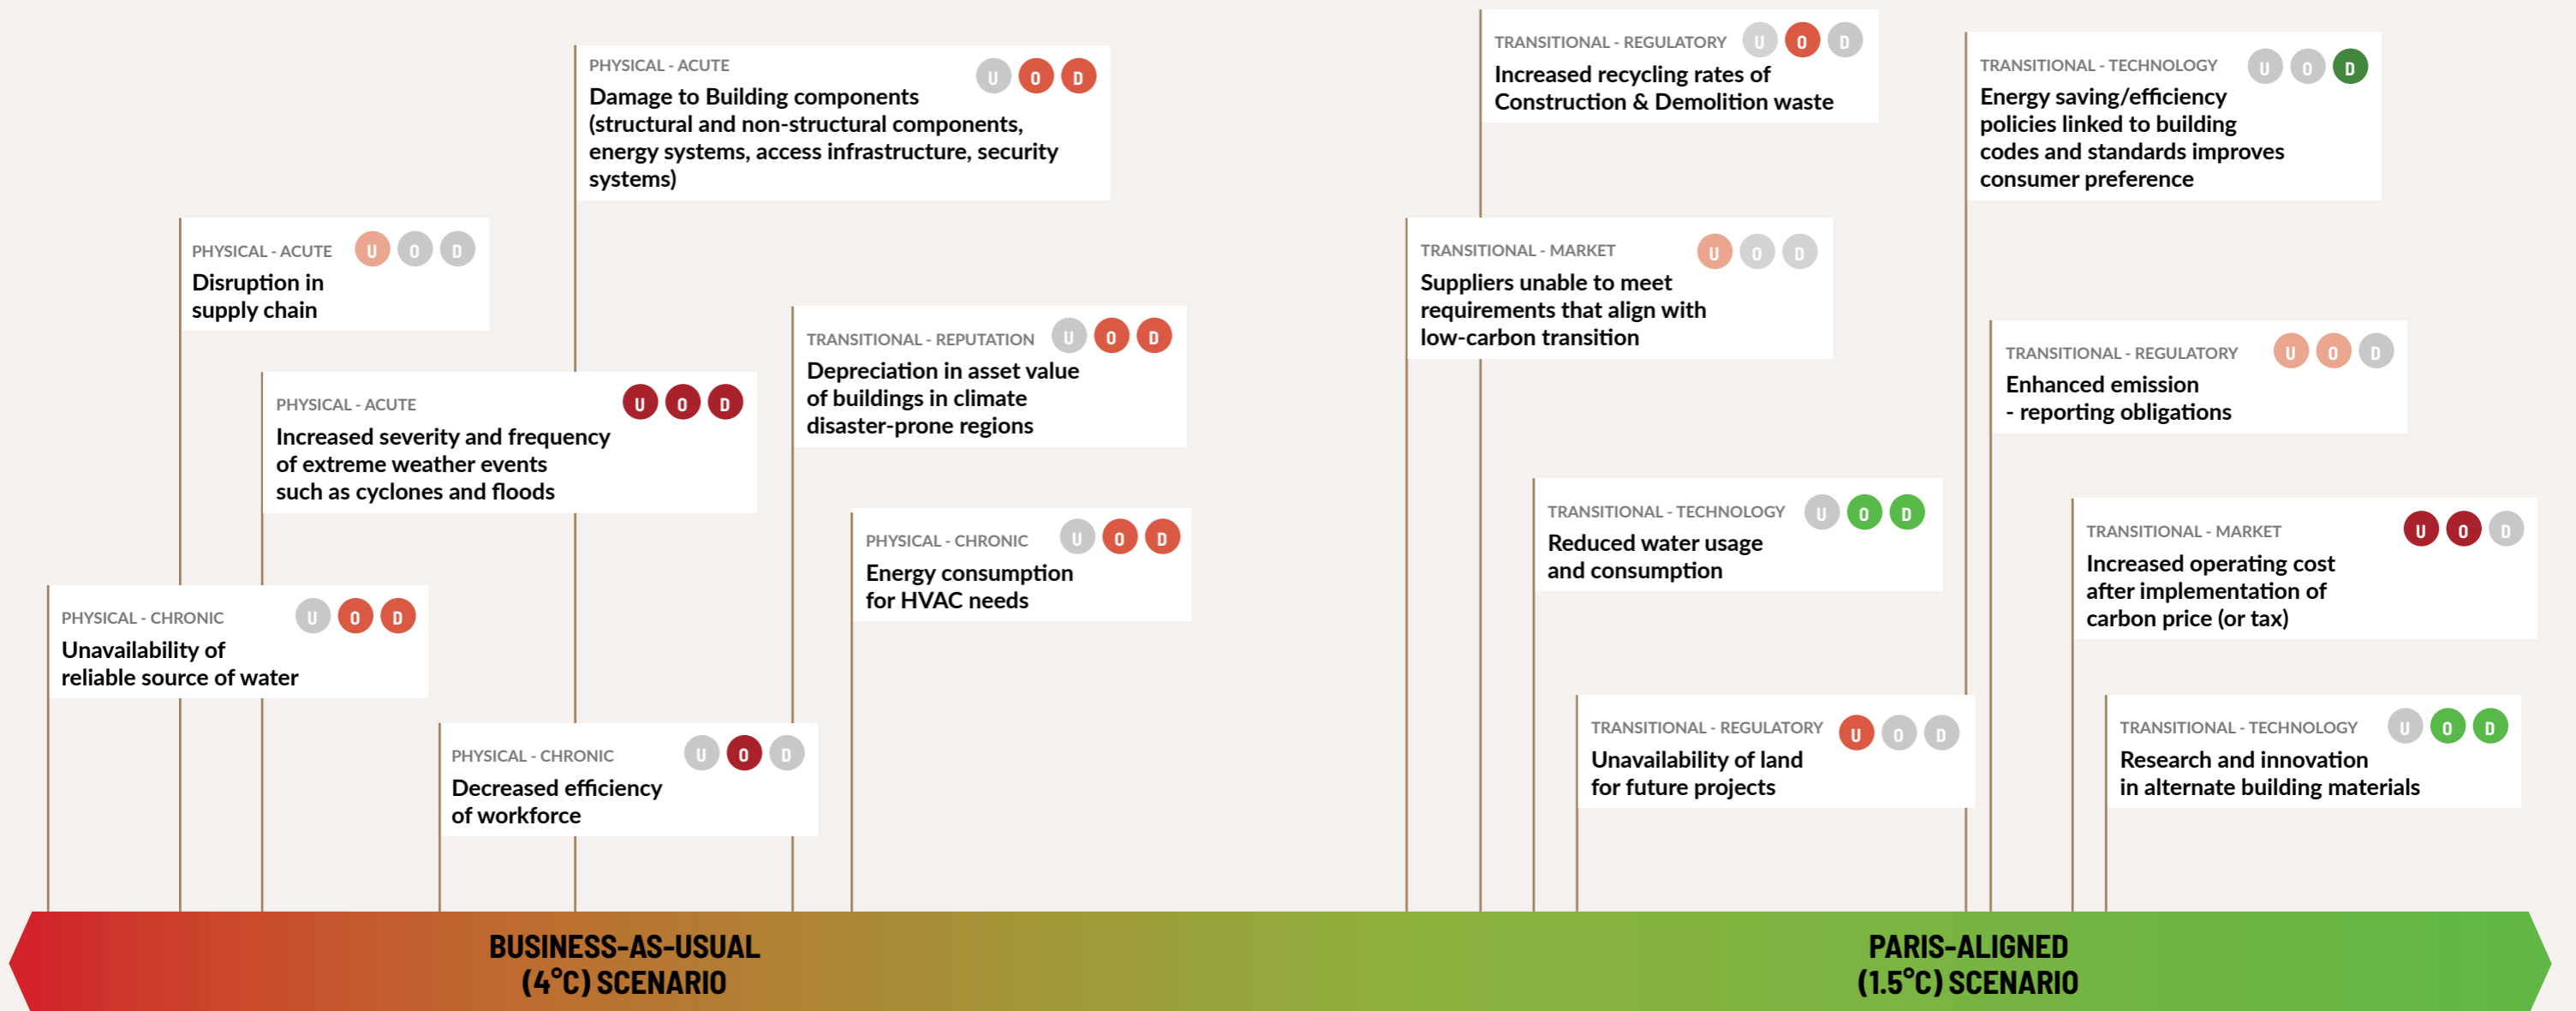 PHYSICAL - ACUTE
U O D
Damage to Building components
(structural and non-structural components,
energy systems, access infrastructure, security
systems)
PHYSICAL - ACUTE
U O D
Disruption in
supply chain
TRANSITIONAL - REPUTATION
U O D
Depreciation in asset value
of buildings in climate
disaster-prone regions
PHYSICAL - ACUTE
U O D
Increased severity and frequency
of extreme weather events
such as cyclones and floods
PHYSICAL - CHRONIC
U O D
Energy consumption
for HVAC needs
PHYSICAL - CHRONIC
U O D
Unavailability of
reliable source of water
PHYSICAL - CHRONIC
U O D
Decreased efficiency
of workforce
TRANSITIONAL - REGULATORY
U O D
Increased recycling rates of
Construction & Demolition waste
TRANSITIONAL - TECHNOLOGY
U O D
Energy saving/efficiency
policies linked to building
codes and standards improves
consumer preference
TRANSITIONAL - MARKET
U O D
Suppliers unable to meet
requirements that align with
low-carbon transition
TRANSITIONAL - REGULATORY
U O D
Enhanced emission
- reporting obligations
TRANSITIONAL - TECHNOLOGY
U O D
Reduced water usage
and consumption
TRANSITIONAL - MARKET
U O D
Increased operating cost
after implementation of
carbon price (or tax)
TRANSITIONAL - REGULATORY
U O D
Unavailability of land
for future projects
TRANSITIONAL - TECHNOLOGY
U O D
Research and innovation
in alternate building materials
BUSINESS-AS-USUAL
(4°C) SCENARIO
PARIS-ALIGNED
(1.5°C) SCENARIO